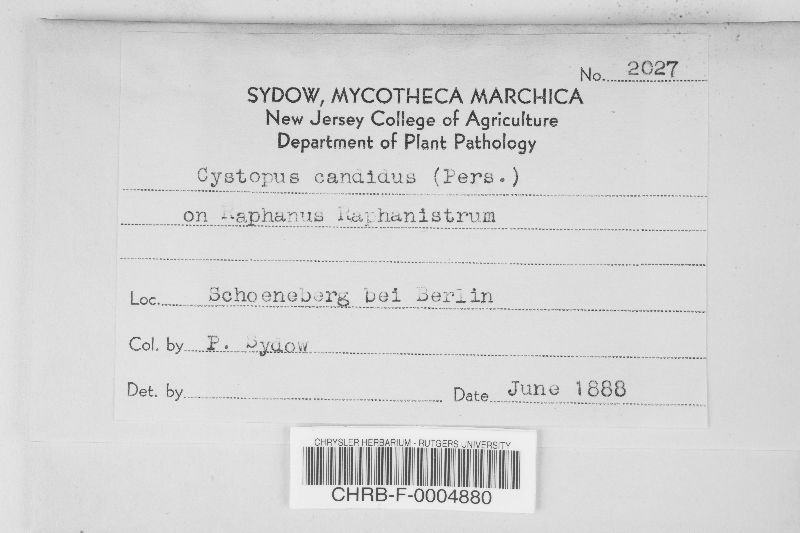 No. 2027
SYDOW, MYCOTHECA MARCHICA
New Jersey College of Agriculture
Department of Plant Pathology
Cystopus candidus (Pers.)
on Raphanus Raphanistrum
Loc. Schoeneberg bei Berlin
Col. by P. Sydow
Det. by
Date June 1888
CHRYSLER HERBARIUM - RUTGERS UNIVERSITY
CHRB-F-0004880